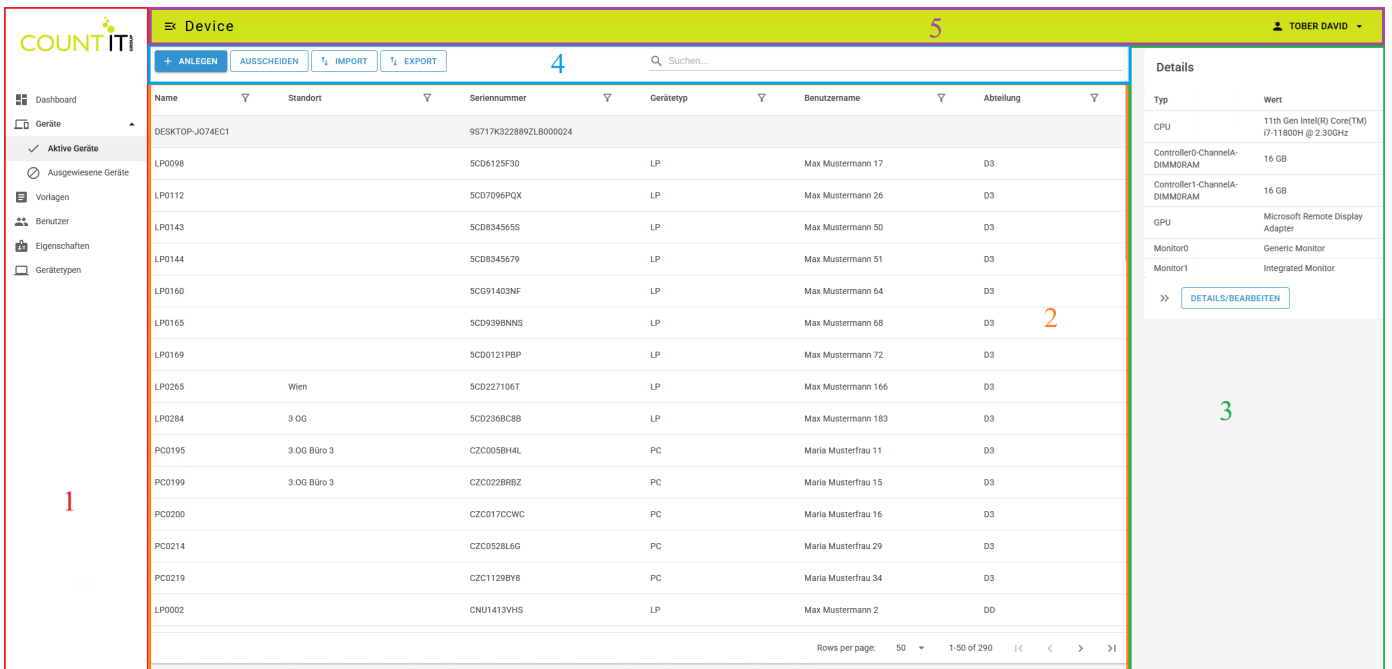 COUNT IT GROUP
Device
5
TOBER DAVID
ANLEGEN
AUSSCHEIDEN
IMPORT
EXPORT
4
Suchen...
Dashboard
Geräte
Aktive Geräte
Ausgewiesene Geräte
Vorlagen
Benutzer
Eigenschaften
Gerätetypen
1
Name Standort Seriennummer Gerätetyp Benutzername Abteilung
DESKTOP-JO74EC1 9S717K322889ZLB000024
LP0098 5CD6125F30 LP Max Mustermann 17 D3
LP0112 5CD7096PQX LP Max Mustermann 26 D3
LP0143 5CD834565S LP Max Mustermann 50 D3
LP0144 5CD8345679 LP Max Mustermann 51 D3
LP0160 5CG91403NF LP Max Mustermann 64 D3
LP0165 5CD939BNNS LP Max Mustermann 68 D3
2
LP0169 5CD0121PBP LP Max Mustermann 72 D3
LP0265 Wien 5CD227106T LP Max Mustermann 166 D3
LP0284 3 OG 5CD236BC8B LP Max Mustermann 183 D3
PC0195 3.OG Büro 3 CZC005BH4L PC Maria Musterfrau 11 D3
PC0199 3.OG Büro 3 CZC022BRBZ PC Maria Musterfrau 15 D3
PC0200 CZC017CCWC PC Maria Musterfrau 16 D3
PC0214 CZC0528L6G PC Maria Musterfrau 29 D3
PC0219 CZC1129BY8 PC Maria Musterfrau 34 D3
LP0002 CNU1413VHS LP Max Mustermann 2 DD
Rows per page: 50 1-50 of 290
Details
Typ Wert
CPU 11th Gen Intel(R) Core(TM)
i7-11800H @ 2.30GHz
Controller0-ChannelA-
DIMM0RAM 16 GB
Controller1-ChannelA-
DIMM0RAM 16 GB
GPU Microsoft Remote Display
Adapter
Monitor0 Generic Monitor
Monitor1 Integrated Monitor
DETAILS/BEARBEITEN
3